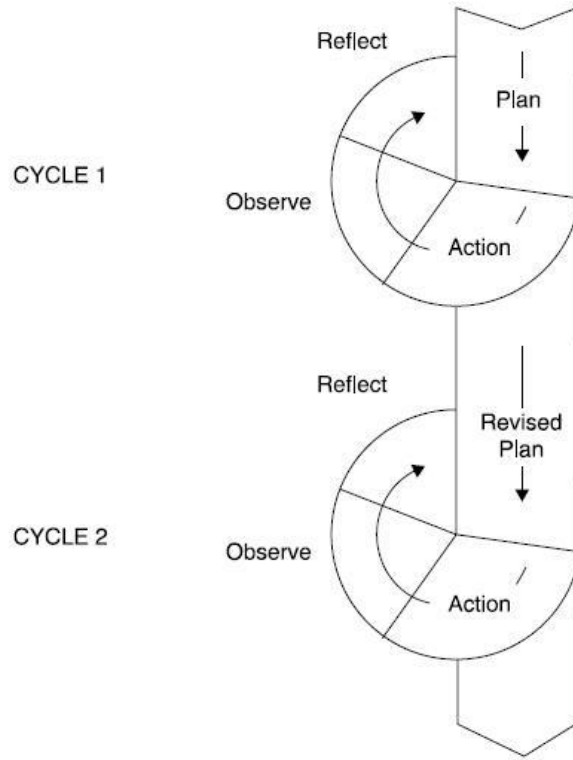 Reflect
Plan
CYCLE 1
Observe
Action
Reflect
Revised
Plan
CYCLE 2
Observe
Action